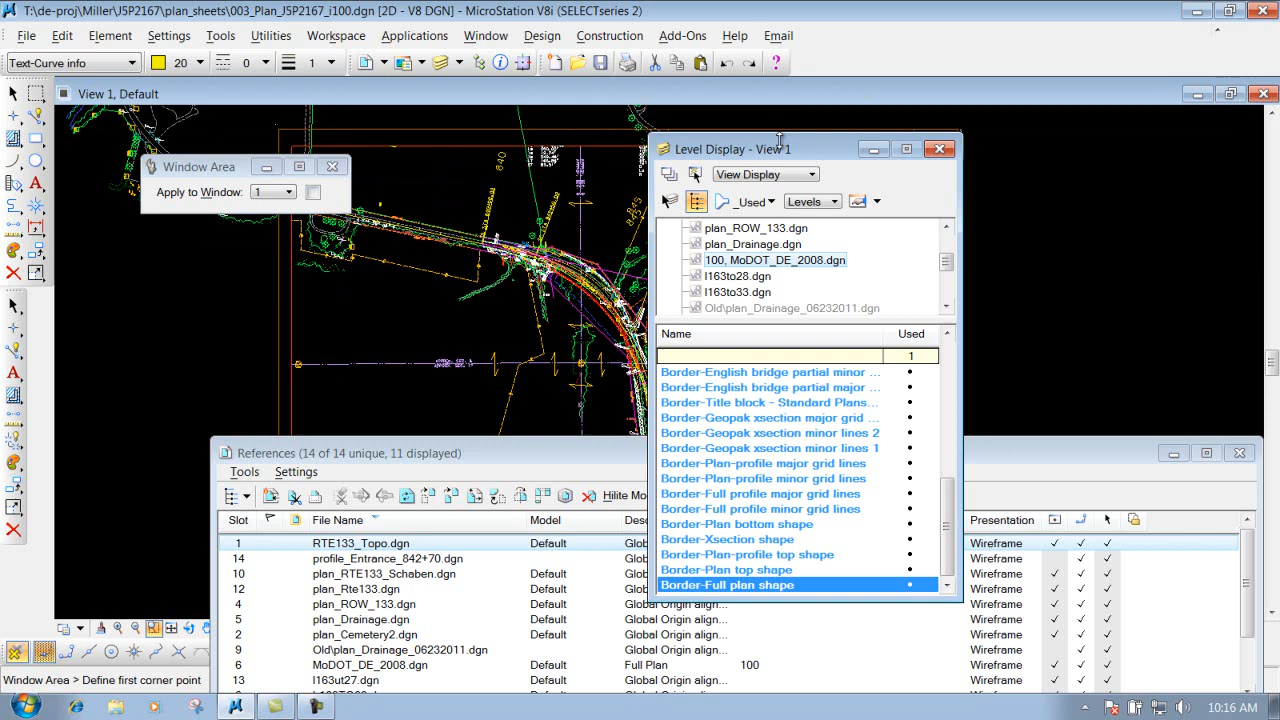 T:\de-proj\Miller\J5P2167\plan_sheets\003_Plan_J5P2167_i100.dgn [2D - V8 DGN] - MicroStation V8i (SELECTseries 2)
File Edit Element Settings Tools Utilities Workspace Applications Window Design Construction Add-Ons Help Email
Text-Curve info 20 0 1
View 1, Default
Window Area
Apply to Window: 1
840
845
Level Display - View 1
View Display
_Used Levels
plan_ROW_133.dgn
plan_Drainage.dgn
100, MoDOT_DE_2008.dgn
I163to28.dgn
I163to33.dgn
Old\plan_Drainage_06232011.dgn
Name Used
1
Border-English bridge partial minor ...
Border-English bridge partial major ...
Border-Title block - Standard Plans...
Border-Geopak xsection major grid ...
Border-Geopak xsection minor lines 2
Border-Geopak xsection minor lines 1
Border-Plan-profile major grid lines
Border-Plan-profile minor grid lines
Border-Full profile major grid lines
Border-Full profile minor grid lines
Border-Plan bottom shape
Border-Xsection shape
Border-Plan-profile top shape
Border-Plan top shape
Border-Full plan shape
References (14 of 14 unique, 11 displayed)
Tools Settings
Hilite Mo
Slot File Name Model Desc Presentation
1 RTE133_Topo.dgn Default Glob Wireframe
14 profile_Entrance_842+70.dgn Glob Wireframe
10 plan_RTE133_Schaben.dgn Default Glob Wireframe
12 plan_Rte133.dgn Default Glob Wireframe
4 plan_ROW_133.dgn Default Global Origin align... Wireframe
5 plan_Drainage.dgn Default Global Origin align... Wireframe
2 plan_Cemetery2.dgn Default Global Origin align... Wireframe
9 Old\plan_Drainage_06232011.dgn Global Origin align... Wireframe
6 MoDOT_DE_2008.dgn Default Full Plan 100 Wireframe
13 I163ut27.dgn Default Global Origin align... Wireframe
Window Area > Define first corner point
10:16 AM